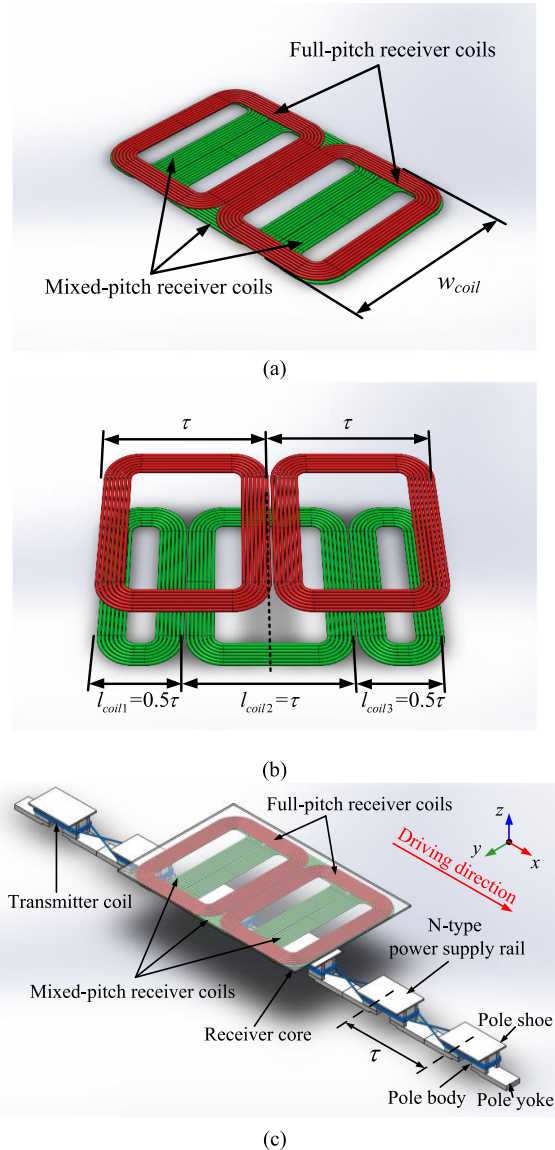 Full-pitch receiver coils
Mixed-pitch receiver coils
w_coil
(a)
τ τ
l_coil1=0.5τ l_coil2=τ l_coil3=0.5τ
(b)
Full-pitch receiver coils
z
y
x
Driving direction
Transmitter coil
N-type
power supply rail
Mixed-pitch receiver coils
Receiver core
τ
Pole shoe
Pole body
Pole yoke
(c)